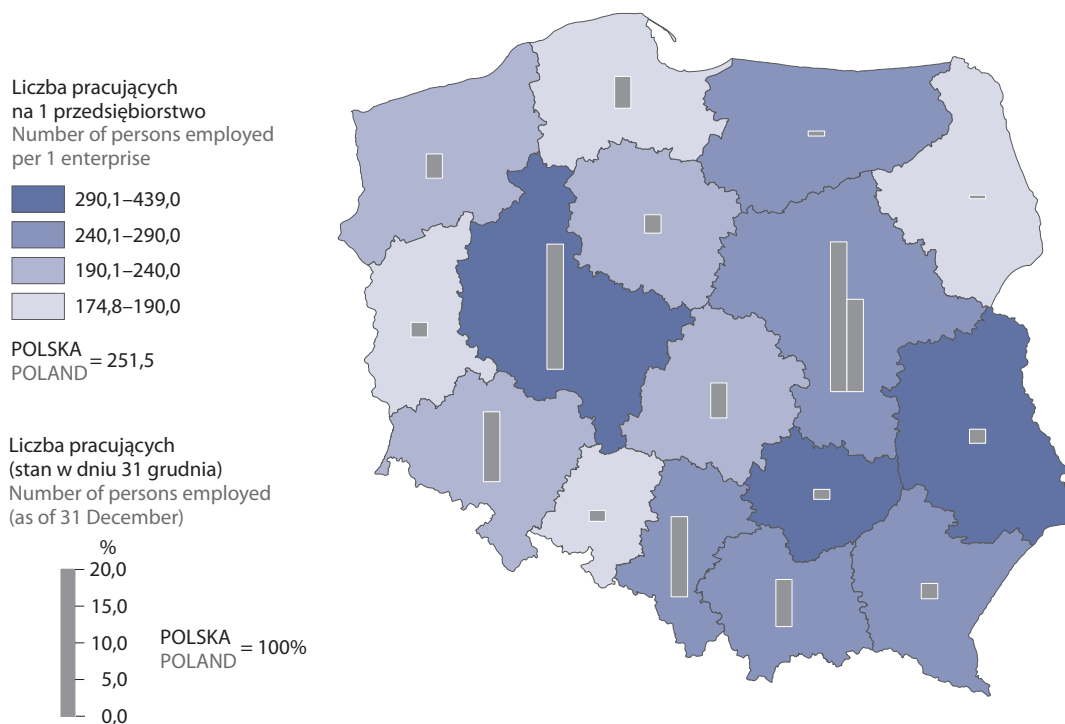 Liczba pracujących
na 1 przedsiębiorstwo
Number of persons employed
per 1 enterprise
290,1–439,0
240,1–290,0
190,1–240,0
174,8–190,0
POLSKA
POLAND = 251,5
Liczba pracujących
(stan w dniu 31 grudnia)
Number of persons employed
(as of 31 December)
%
20,0
15,0
10,0
5,0
0,0
POLSKA
POLAND = 100%